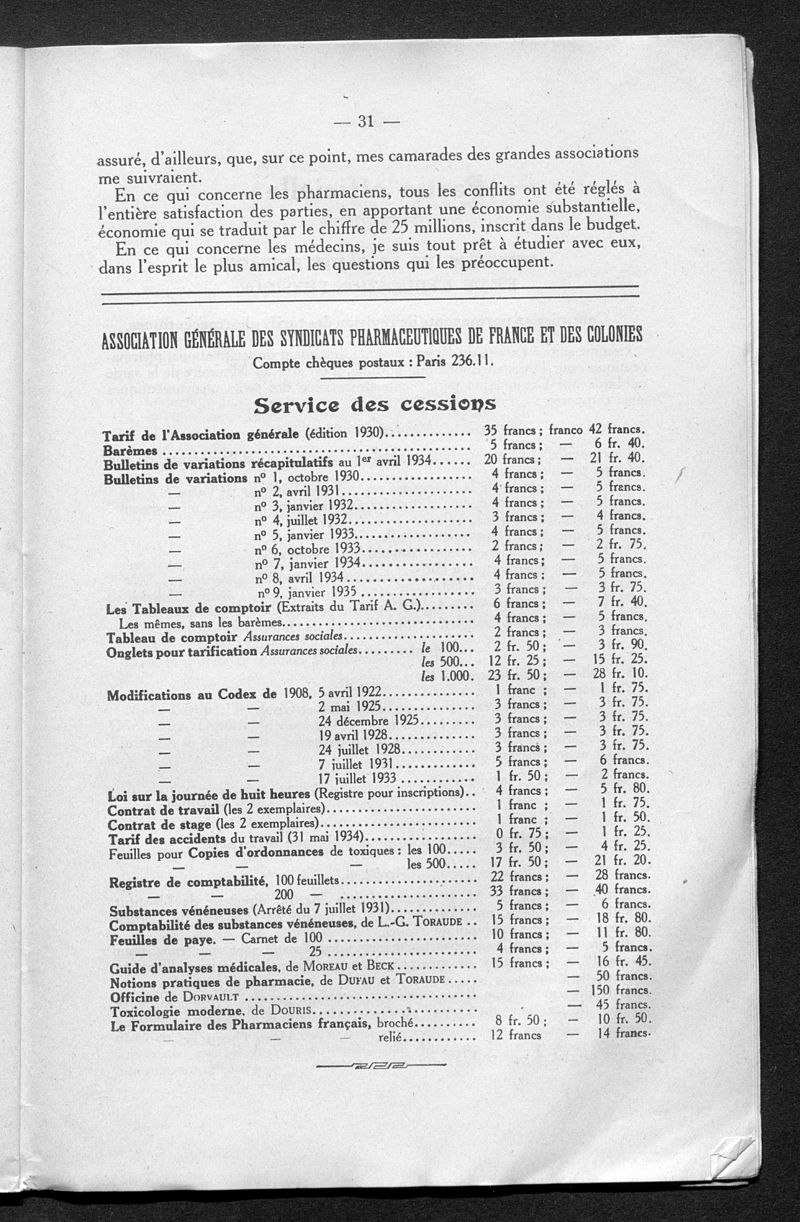 — 31 —
assuré, d'ailleurs, que, sur ce point, mes camarades des grandes associations
me suivraient.
En ce qui concerne les pharmaciens, tous les conflits ont été réglés à
l'entière satisfaction des parties, en apportant une économie substantielle,
économie qui se traduit par le chiffre de 25 millions, inscrit dans le budget.
En ce qui concerne les médecins, je suis tout prêt à étudier avec eux,
dans l'esprit le plus amical, les questions qui les préoccupent.
ASSOCIATION GÉNÉRALE DES SYNDICATS PHARMACEUTIQUES DE FRANCE ET DES COLONIES
Compte chèques postaux : Paris 236.11.
Service des cessions
Tarif de l'Association générale (édition 1930).............. 35 francs ; franco 42 francs.
Barèmes .............................................. 5 francs ; — 6 fr. 40.
Bulletins de variations récapitulatifs au 1er avril 1934...... 20 francs ; — 21 fr. 40.
Bulletins de variations nº 1, octobre 1930.................. 4 francs ; — 5 francs.
— nº 2, avril 1931..................... 4 francs ; — 5 francs.
— nº 3, janvier 1932................... 4 francs ; — 5 francs.
— nº 4, juillet 1932.................... 3 francs ; — 4 francs.
— nº 5, janvier 1933................... 4 francs ; — 5 francs.
— nº 6, octobre 1933.................. 2 francs ; — 2 fr. 75.
— nº 7, janvier 1934.................. 4 francs ; — 5 francs.
— nº 8, avril 1934.................... 4 francs ; — 5 francs.
— nº 9, janvier 1935 .................. 3 francs ; — 3 fr. 75.
Les Tableaux de comptoir (Extraits du Tarif A. G.)......... 6 francs ; — 7 fr. 40.
Les mêmes, sans les barèmes.............................. 4 francs ; — 5 francs.
Tableau de comptoir Assurances sociales..................... 2 francs ; — 3 francs.
Onglets pour tarification Assurances sociales......... le 100... 2 fr. 50 ; — 3 fr. 90.
les 500... 12 fr. 25 ; — 15 fr. 25.
les 1.000. 23 fr. 50 ; — 28 fr. 10.
Modifications au Codex de 1908, 5 avril 1922............... 1 franc ; — 1 fr. 75.
— — 2 mai 1925............... 3 francs ; — 3 fr. 75.
— — 24 décembre 1925......... 3 francs ; — 3 fr. 75.
— — 19 avril 1928.............. 3 francs ; — 3 fr. 75.
— — 24 juillet 1928............ 3 francs ; — 3 fr. 75.
— — 7 juillet 1931............. 5 francs ; — 6 francs.
— — 17 juillet 1933 ............ 1 fr. 50 ; — 2 francs.
Loi sur la journée de huit heures (Registre pour inscriptions).. 4 francs ; — 5 fr. 80.
Contrat de travail (les 2 exemplaires)........................ 1 franc ; — 1 fr. 75.
Contrat de stage (les 2 exemplaires)......................... 1 franc ; — 1 fr. 50.
Tarif des accidents du travail (31 mai 1934).................. 0 fr. 75 ; — 1 fr. 25.
Feuilles pour Copies d'ordonnances de toxiques : les 100..... 3 fr. 50 ; — 4 fr. 25.
— — — les 500..... 17 fr. 50 ; — 21 fr. 20.
Registre de comptabilité, 100 feuillets...................... 22 francs ; — 28 francs.
— — 200 — ...................... 33 francs ; — 40 francs.
Substances vénéneuses (Arrêté du 7 juillet 1931).............. 5 francs ; — 6 francs.
Comptabilité des substances vénéneuses, de L.-G. TORAUDE .. 15 francs ; — 18 fr. 80.
Feuilles de paye. — Carnet de 100 ........................ 10 francs ; — 11 fr. 80.
— — — 25 ........................ 4 francs ; — 5 francs.
Guide d'analyses médicales, de MOREAU et BECK............. 15 francs ; — 16 fr. 45.
Notions pratiques de pharmacie, de DUFAU et TORAUDE ..... — 50 francs.
Officine de DORVAULT ..................................... — 150 francs.
Toxicologie moderne, de DOURIS........................... — 45 francs.
Le Formulaire des Pharmaciens français, broché.......... 8 fr. 50 ; — 10 fr. 50.
— — — relié............ 12 francs — 14 francs.